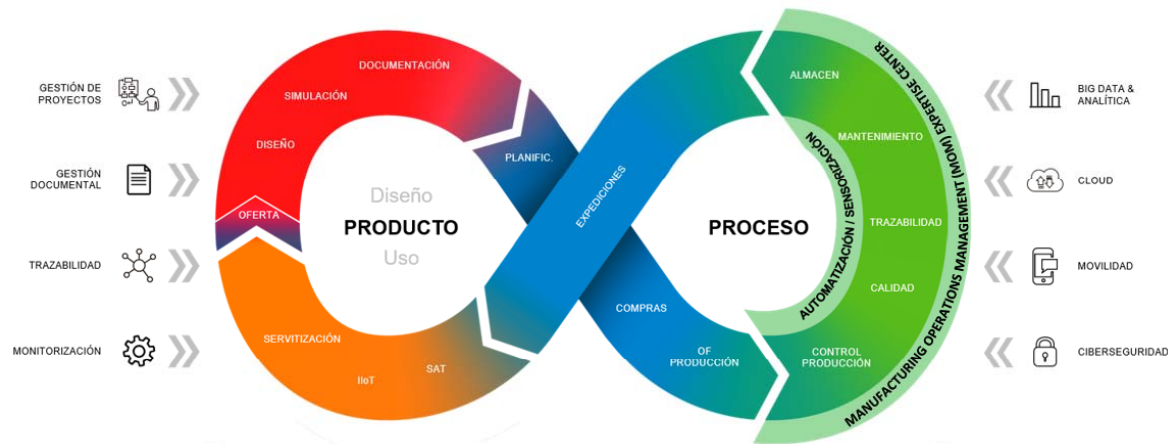 GESTIÓN DE
PROYECTOS
GESTIÓN
DOCUMENTAL
TRAZABILIDAD
MONITORIZACIÓN
DOCUMENTACIÓN
SIMULACIÓN
DISEÑO
OFERTA
Diseño
PRODUCTO
Uso
SERVITIZACIÓN
IIoT
SAT
PLANIFIC.
EXPEDICIONES
COMPRAS
OF
PRODUCCIÓN
PROCESO
ALMACEN
MANTENIMIENTO
TRAZABILIDAD
CALIDAD
CONTROL
PRODUCCIÓN
AUTOMATIZACIÓN / SENSORIZACIÓN
MANUFACTURING OPERATIONS MANAGEMENT (MOM) EXPERTISE CENTER
BIG DATA &
ANALÍTICA
CLOUD
MOVILIDAD
CIBERSEGURIDAD